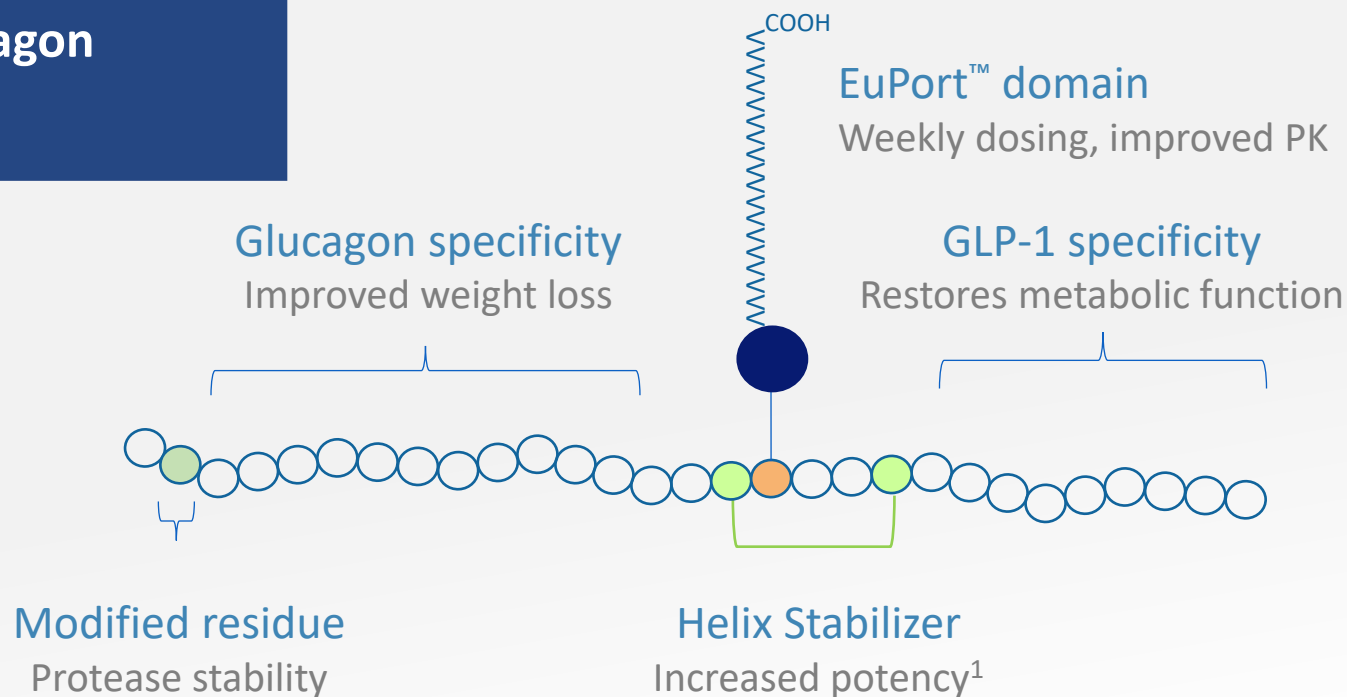 agon
COOH
EuPort™ domain
Weekly dosing, improved PK
Glucagon specificity
Improved weight loss
GLP-1 specificity
Restores metabolic function
Modified residue
Protease stability
Helix Stabilizer
Increased potency¹